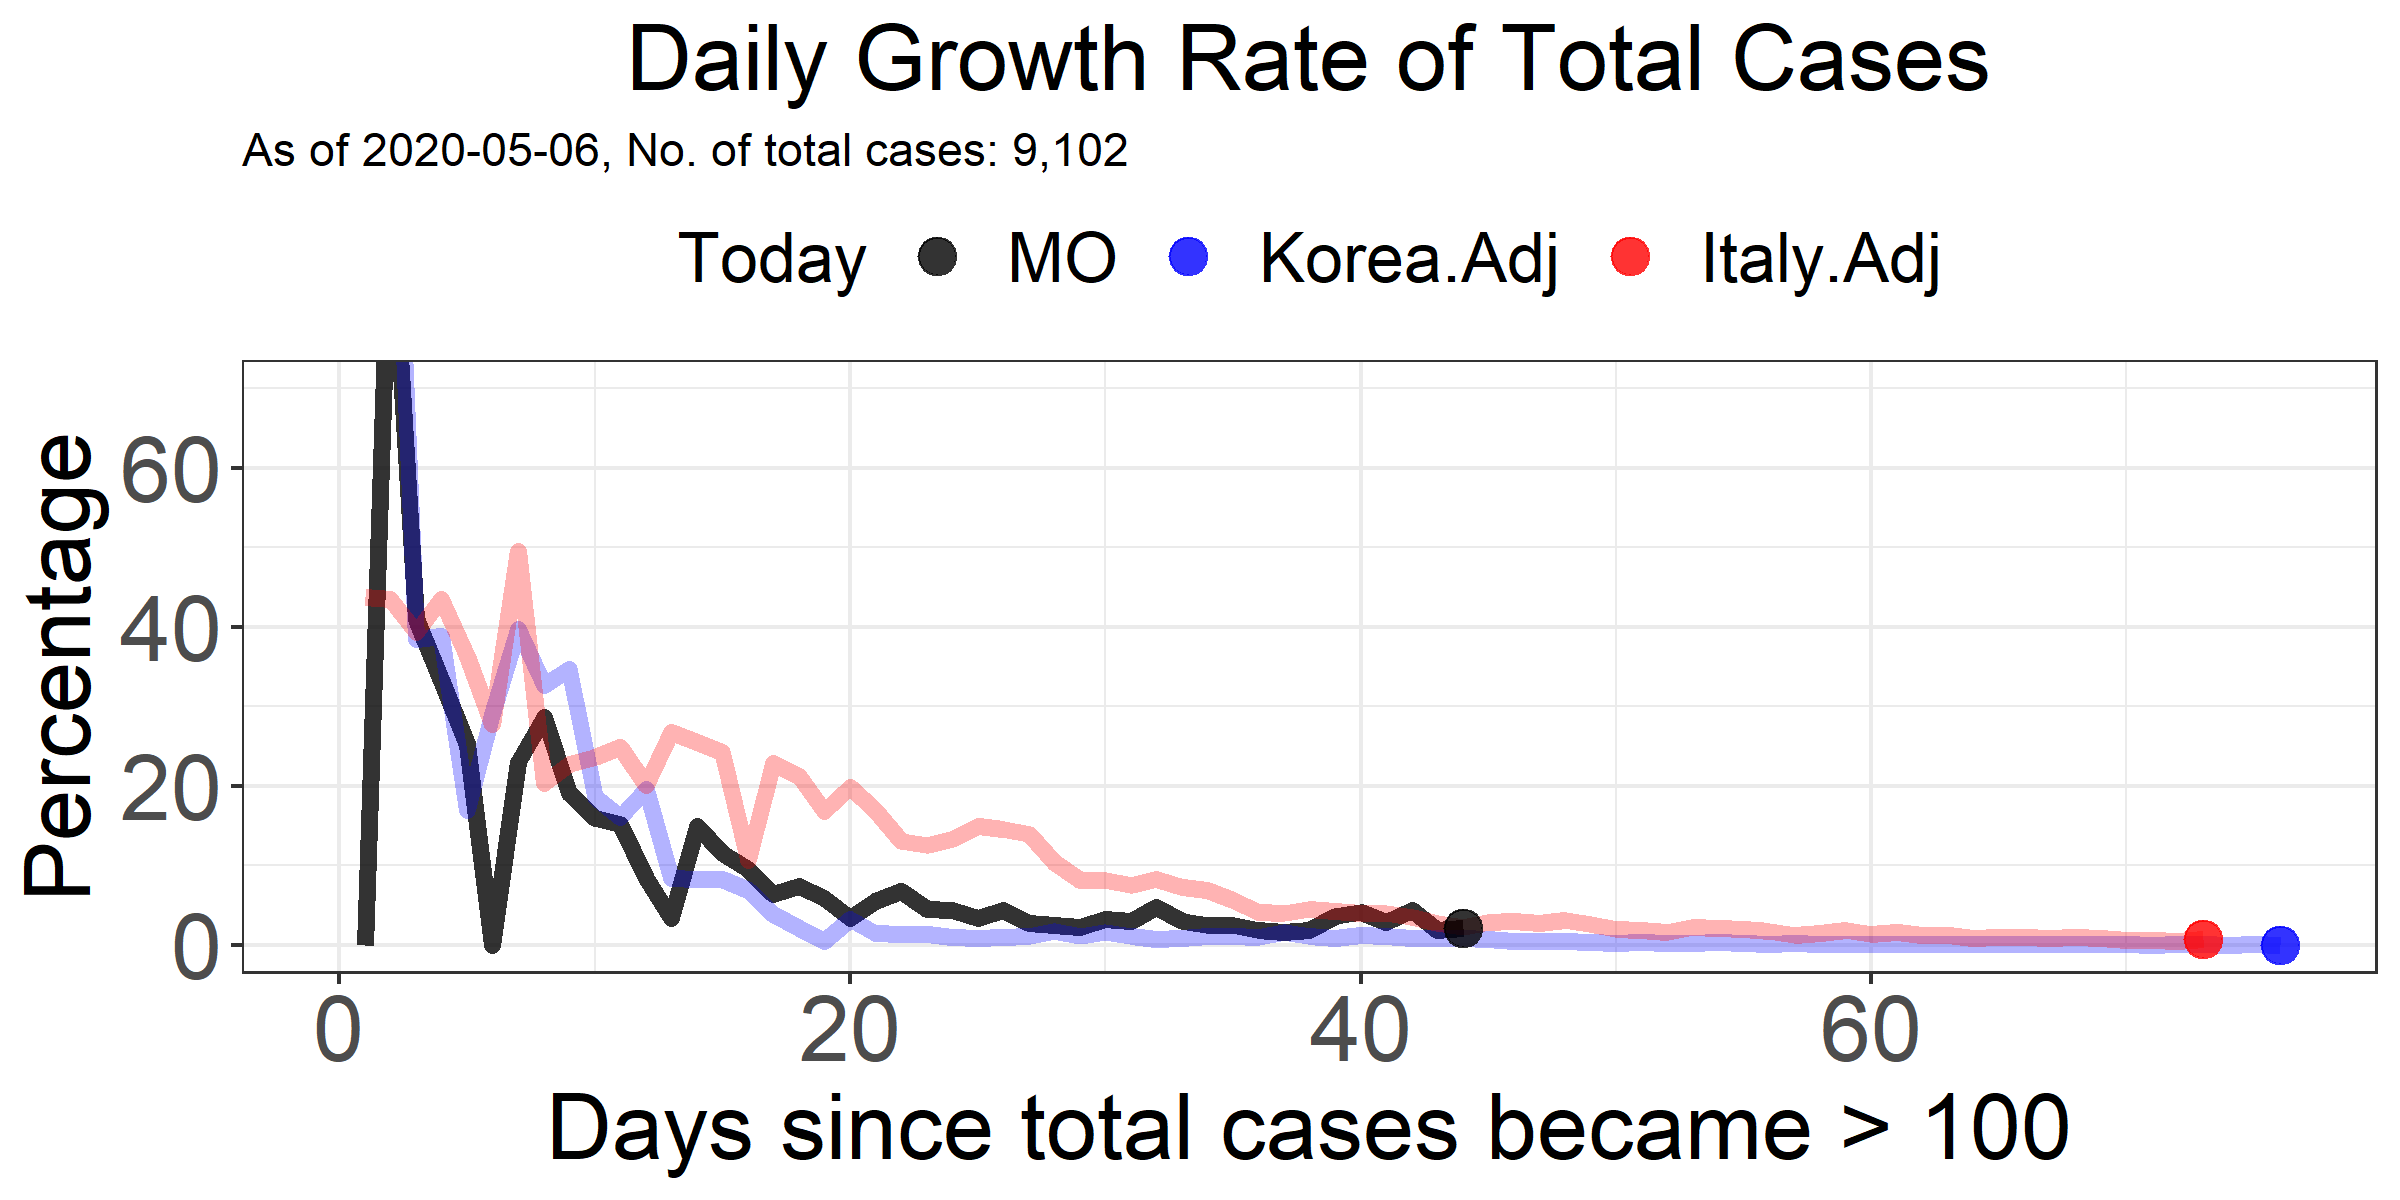 Daily Growth Rate of Total Cases
As of 2020-05-06, No. of total cases: 9,102
Today MO Korea.Adj Italy.Adj
Percentage
60
40
20
0
0 20 40 60
Days since total cases became > 100